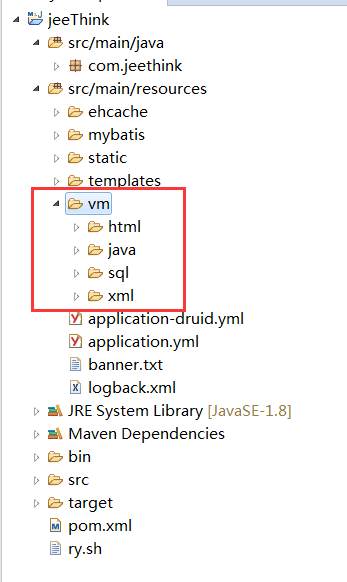 jeeThink
src/main/java
com.jeethink
src/main/resources
ehcache
mybatis
static
templates
vm
html
java
sql
xml
application-druid.yml
application.yml
banner.txt
logback.xml
JRE System Library [JavaSE-1.8]
Maven Dependencies
bin
src
target
pom.xml
ry.sh